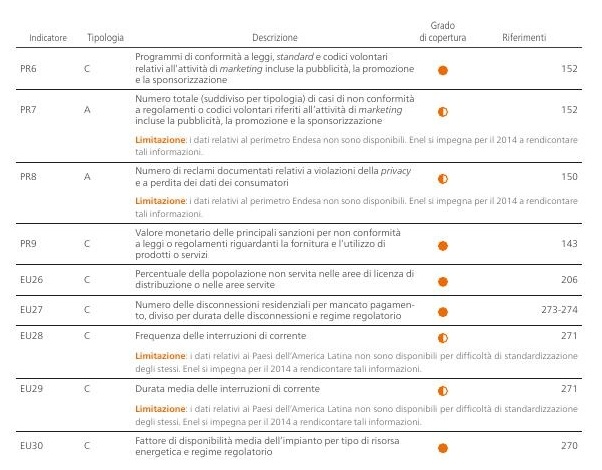 Indicatore Tipologia Descrizione Grado di copertura Riferimenti
PR6 C Programmi di conformità a leggi, standard e codici volontari
relativi all'attività di marketing incluse la pubblicità, la promozione 152
e la sponsorizzazione
PR7 A Numero totale (suddiviso per tipologia) di casi di non conformità
a regolamenti o codici volontari riferiti all'attività di marketing 152
incluse la pubblicità, la promozione e la sponsorizzazione
Limitazione: i dati relativi al perimetro Endesa non sono disponibili. Enel si impegna per il 2014 a rendicontare
tali informazioni.
PR8 A Numero di reclami documentati relativi a violazioni della privacy 150
e a perdita dei dati dei consumatori
Limitazione: i dati relativi al perimetro Endesa non sono disponibili. Enel si impegna per il 2014 a rendicontare
tali informazioni.
PR9 C Valore monetario delle principali sanzioni per non conformità
a leggi o regolamenti riguardanti la fornitura e l'utilizzo di 143
prodotti o servizi
EU26 C Percentuale della popolazione non servita nelle aree di licenza di 206
distribuzione o nelle aree servite
EU27 C Numero delle disconnessioni residenziali per mancato pagamen- 273-274
to, diviso per durata delle disconnessioni e regime regolatorio
EU28 C Frequenza delle interruzioni di corrente 271
Limitazione: i dati relativi ai Paesi dell'America Latina non sono disponibili per difficoltà di standardizzazione
degli stessi. Enel si impegna per il 2014 a rendicontare tali informazioni.
EU29 C Durata media delle interruzioni di corrente 271
Limitazione: i dati relativi ai Paesi dell'America Latina non sono disponibili per difficoltà di standardizzazione
degli stessi. Enel si impegna per il 2014 a rendicontare tali informazioni.
EU30 C Fattore di disponibilità media dell'impianto per tipo di risorsa 270
energetica e regime regolatorio